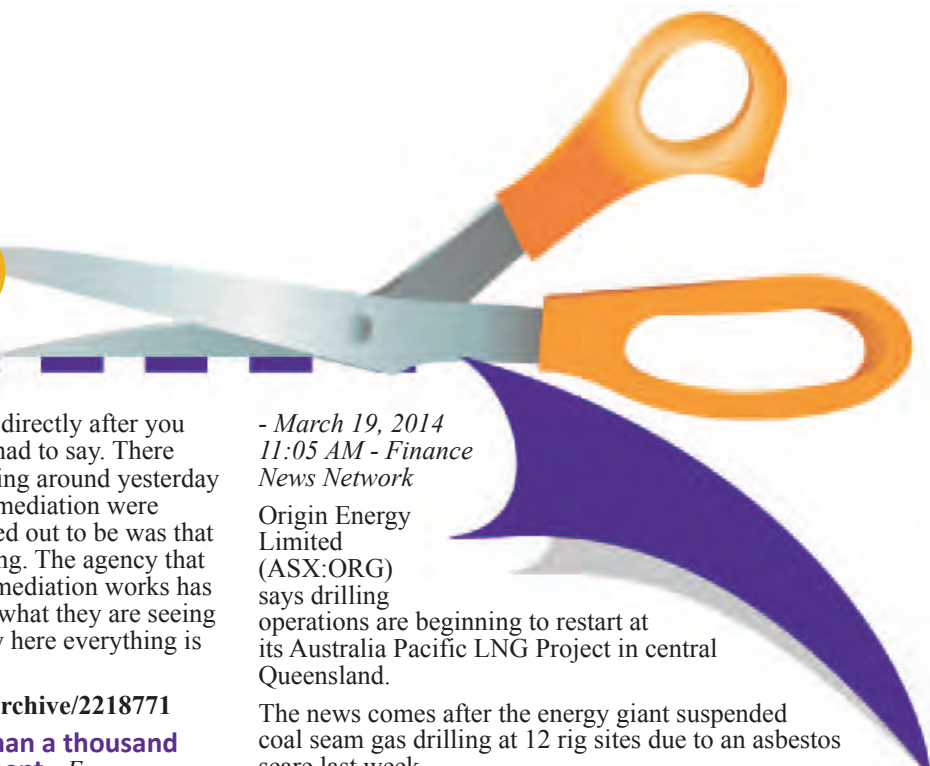 directly after you
had to say. There
ing around yesterday
mediation were
ed out to be was that
ng. The agency that
mediation works has
what they are seeing
y here everything is
rchive/2218771
han a thousand
- March 19, 2014
11:05 AM - Finance
News Network
Origin Energy
Limited
(ASX:ORG)
says drilling
operations are beginning to restart at
its Australia Pacific LNG Project in central
Queensland.
The news comes after the energy giant suspended
coal seam gas drilling at 12 rig sites due to an asbestos
scare last week